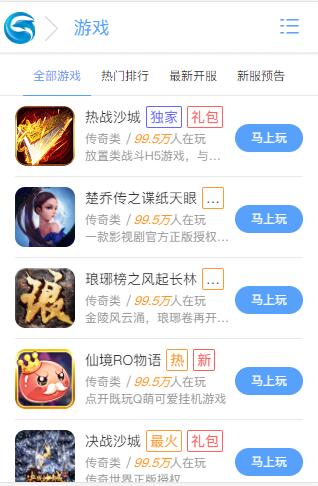 游戏
全部游戏 热门排行 最新开服 新服预告
热战沙城 独家 礼包
传奇类 / 99.5万人在玩
放置类战斗H5游戏，与…
马上玩
楚乔传之谍纸天眼 …
传奇类 / 99.5万人在玩
一款影视剧官方正版授权…
马上玩
琅琊榜之风起长林 …
传奇类 / 99.5万人在玩
金陵风云涌，琅琊卷再开…
马上玩
仙境RO物语 热 新
传奇类 / 99.5万人在玩
点开既玩Q萌可爱挂机游戏
马上玩
决战沙城 最火 礼包
传奇类 / 99.5万人在玩
传奇世界正版授权
马上玩